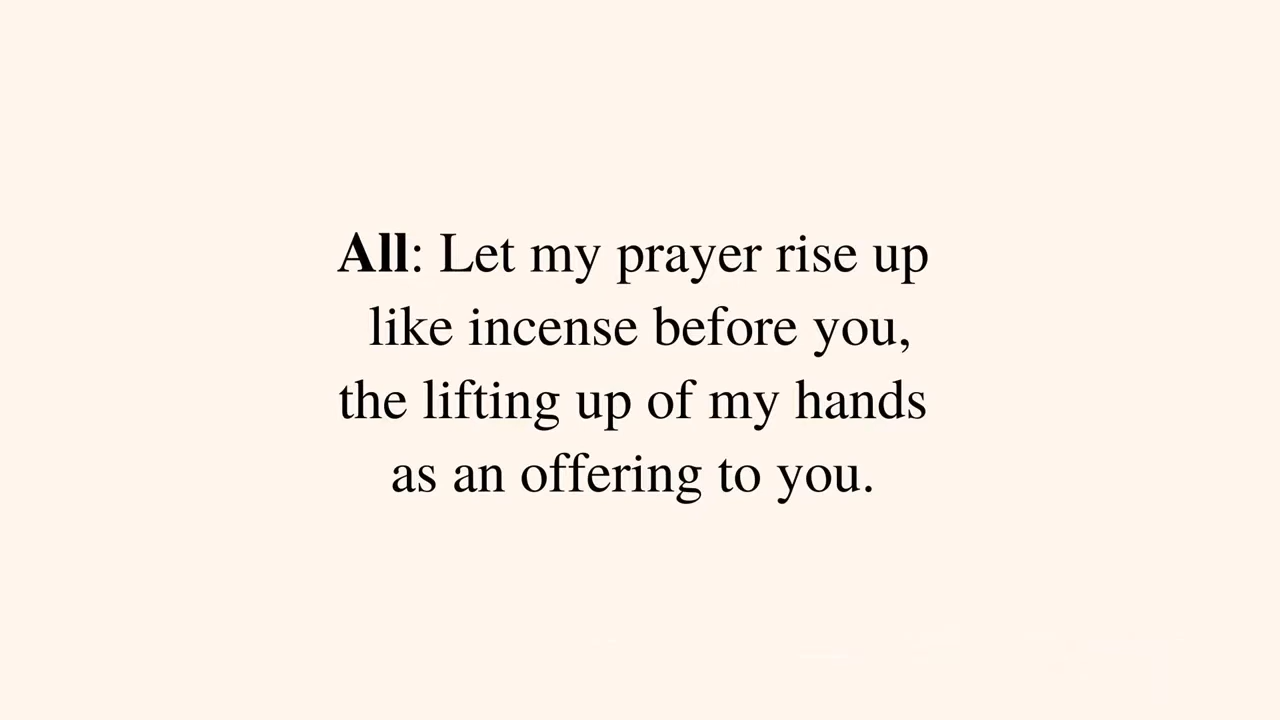 All: Let my prayer rise up
like incense before you,
the lifting up of my hands
as an offering to you.